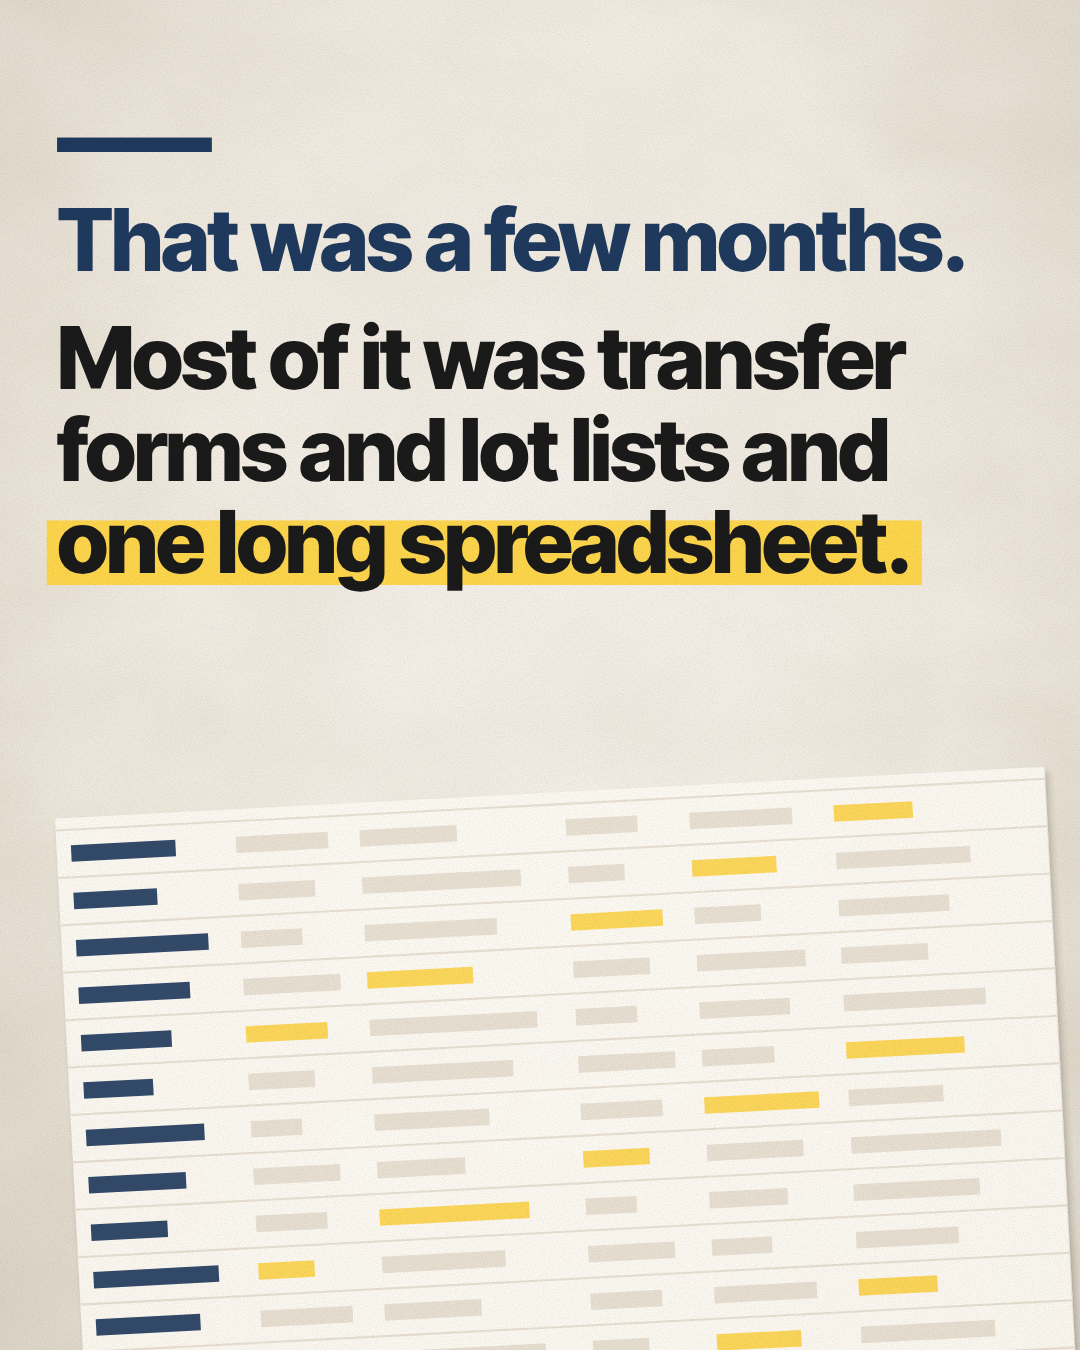 That was a few months.
Most of it was transfer
forms and lot lists and
one long spreadsheet.